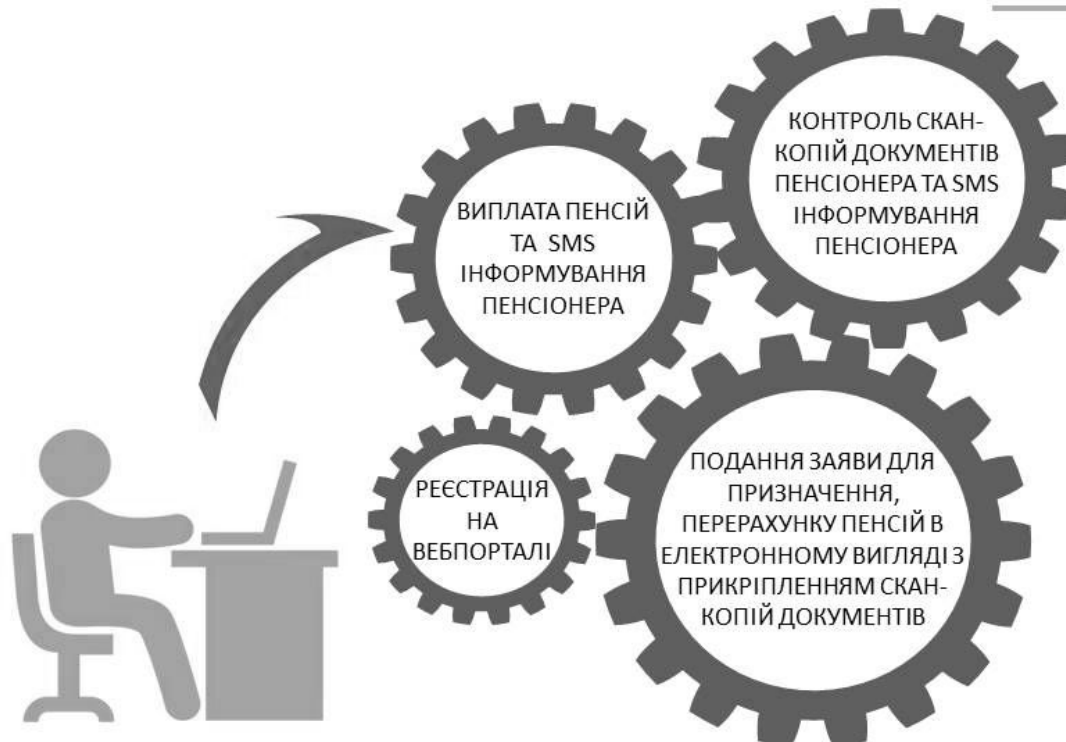 КОНТРОЛЬ СКАН-
КОПІЙ ДОКУМЕНТІВ
ПЕНСІОНЕРА ТА SMS
ІНФОРМУВАННЯ
ПЕНСІОНЕРА
ВИПЛАТА ПЕНСІЙ
ТА SMS
ІНФОРМУВАННЯ
ПЕНСІОНЕРА
РЕЄСТРАЦІЯ
НА
ВЕБПОРТАЛІ
ПОДАННЯ ЗАЯВИ ДЛЯ
ПРИЗНАЧЕННЯ,
ПЕРЕРАХУНКУ ПЕНСІЙ В
ЕЛЕКТРОННОМУ ВИГЛЯДІ З
ПРИКРІПЛЕННЯМ СКАН-
КОПІЙ ДОКУМЕНТІВ